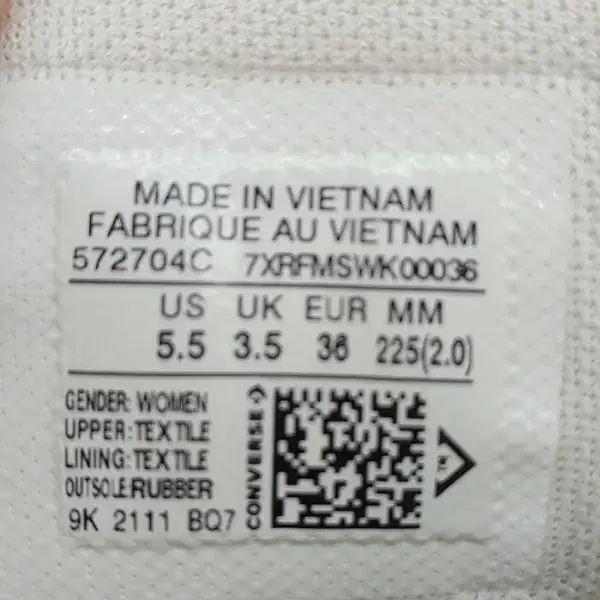 MADE IN VIETNAM
FABRIQUE AU VIETNAM
572704C 7XRFMSWK00036
US UK EUR MM
5.5 3.5 36 225(2.0)
GENDER: WOMEN
UPPER: TEXTILE
LINING: TEXTILE
OUTSOLE RUBBER
9K 2111 BQ7
CONVERSE